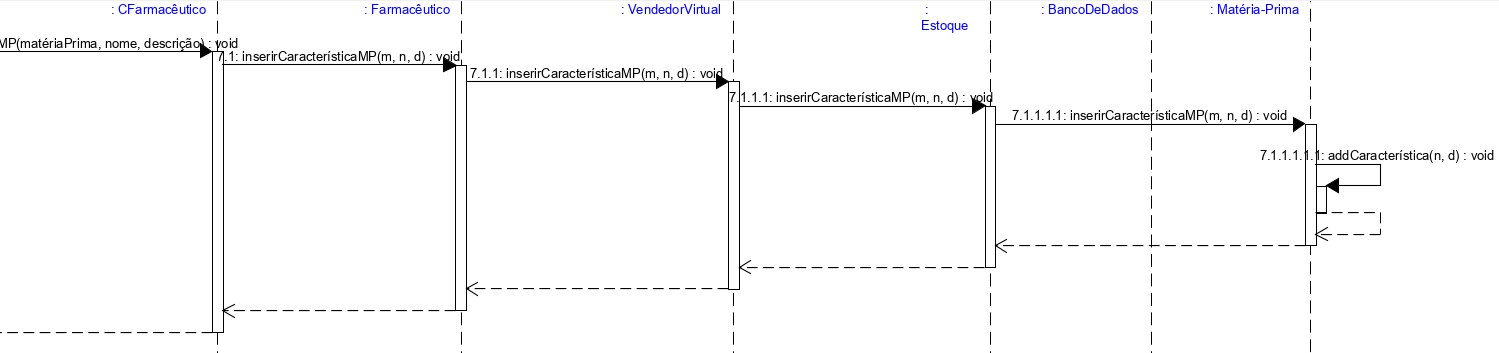 : CFarmacêutico
: Farmacêutico
: VendedorVirtual
:
Estoque
: BancoDeDados
: Matéria-Prima
MP(matériaPrima, nome, descrição) : void
7.1: inserirCaracterísticaMP(m, n, d) : void
7.1.1: inserirCaracterísticaMP(m, n, d) : void
7.1.1.1: inserirCaracterísticaMP(m, n, d) : void
7.1.1.1.1: inserirCaracterísticaMP(m, n, d) : void
7.1.1.1.1.1: addCaracterística(n, d) : void